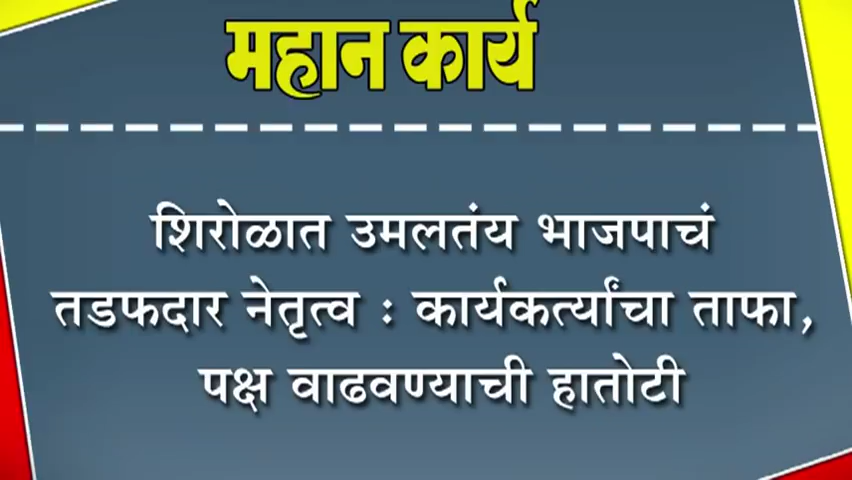 महान कार्य
शिरोळात उमलतंय भाजपाचं
तडफदार नेतृत्व : कार्यकर्त्यांचा ताफा,
पक्ष वाढवण्याची हातोटी